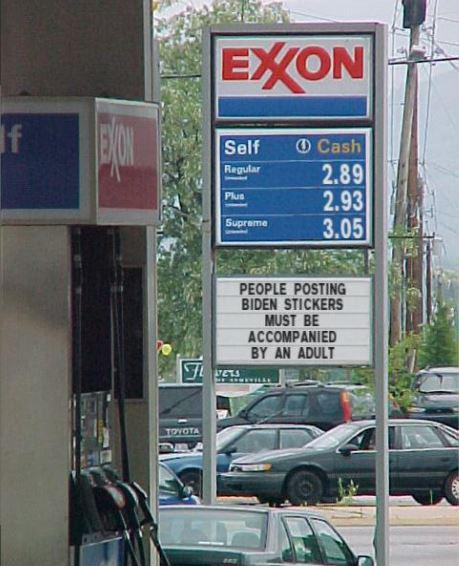 EXXON
Self Cash
Regular 2.89
Plus 2.93
Supreme 3.05
PEOPLE POSTING
BIDEN STICKERS
MUST BE
ACCOMPANIED
BY AN ADULT
lf
EXXON
TOYOTA